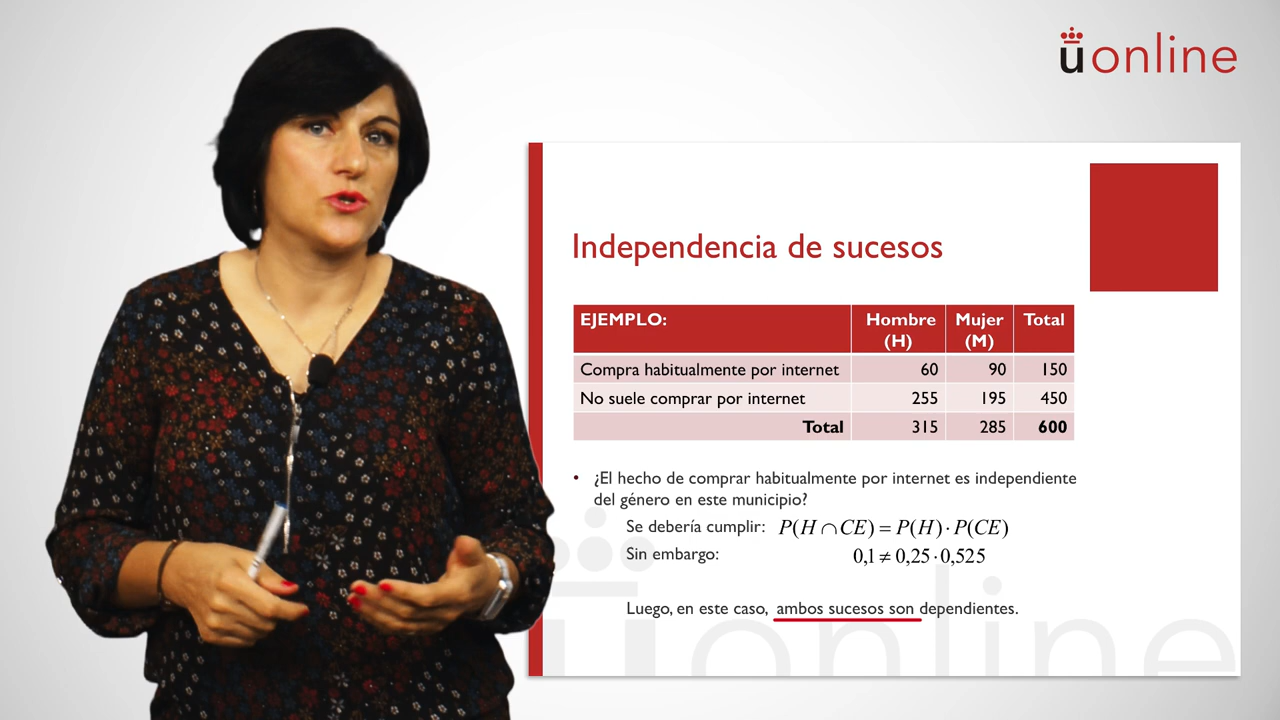 üonline
Independencia de sucesos
EJEMPLO: Hombre (H) Mujer (M) Total
Compra habitualmente por internet 60 90 150
No suele comprar por internet 255 195 450
Total 315 285 600
• ¿El hecho de comprar habitualmente por internet es independiente
del género en este municipio?
Se debería cumplir: P(H∩CE) = P(H)·P(CE)
Sin embargo: 0,1 ≠ 0,25·0,525
Luego, en este caso, ambos sucesos son dependientes.
üonline